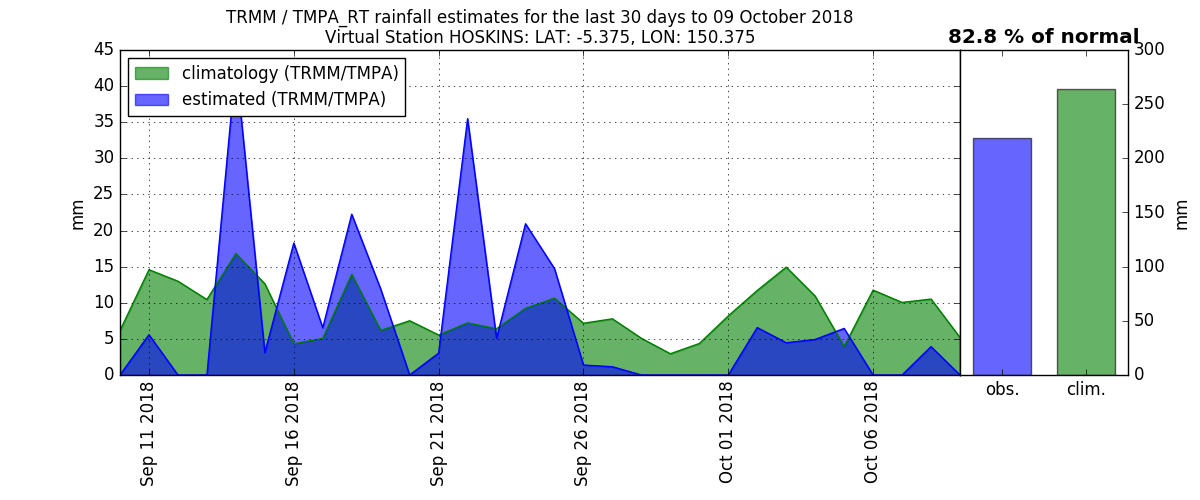 TRMM / TMPA_RT rainfall estimates for the last 30 days to 09 October 2018
Virtual Station HOSKINS: LAT: -5.375, LON: 150.375
82.8 % of normal
climatology (TRMM/TMPA)
estimated (TRMM/TMPA)
45
40
35
30
25
20
15
10
5
0
mm
Sep 11 2018
Sep 16 2018
Sep 21 2018
Sep 26 2018
Oct 01 2018
Oct 06 2018
300
250
200
150
100
50
0
mm
obs.
clim.